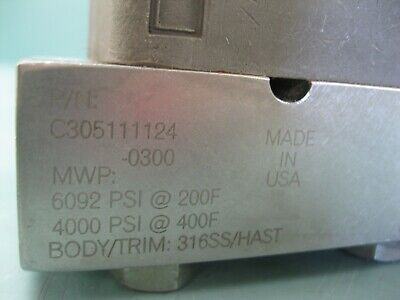 P/N:
C305111124
-0300
MWP:
6092 PSI @ 200F
4000 PSI @ 400F
BODY/TRIM: 316SS/HAST
MADE
IN
USA